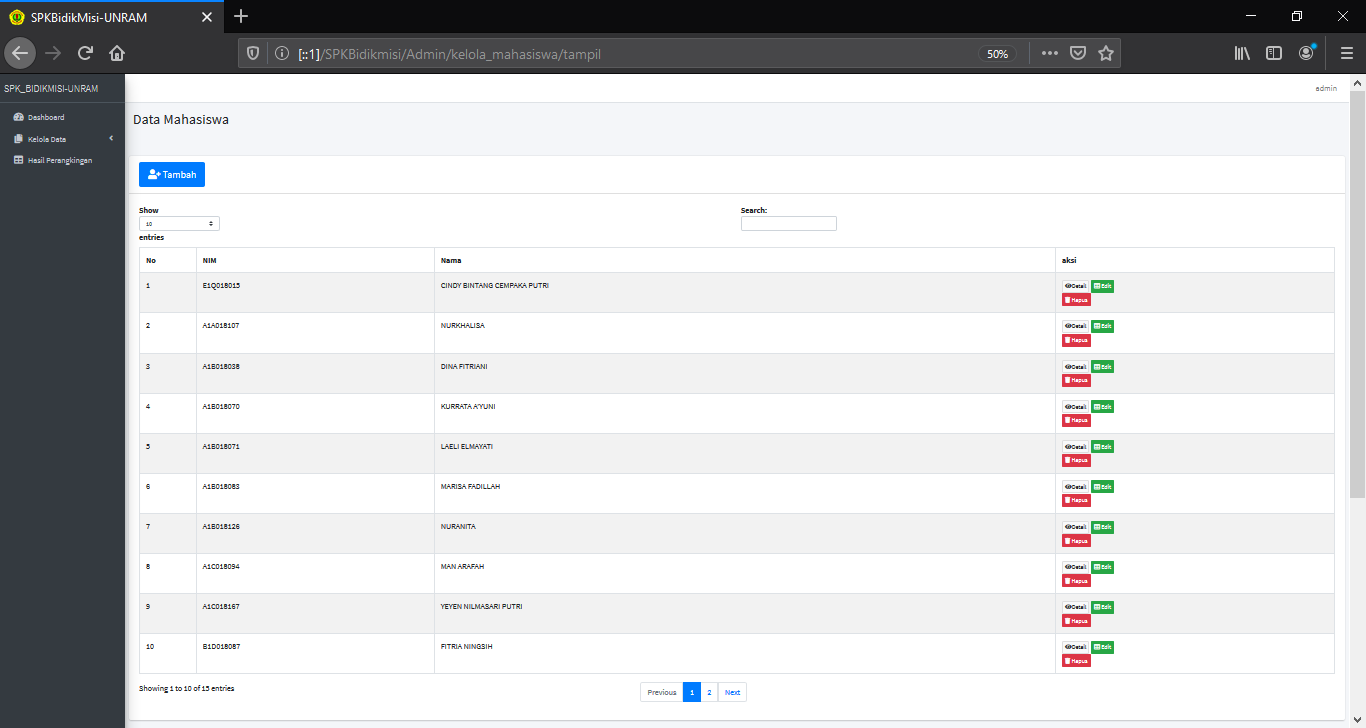 SPKBidikMisi-UNRAM
[::1]/SPKBidikmisi/Admin/kelola_mahasiswa/tampil
50%
SPK_BIDIKMISI-UNRAM
admin
Dashboard
Kelola Data
Hasil Perangkingan
Data Mahasiswa
Tambah
Show
10
entries
Search:
No NIM Nama aksi
1 E1Q018015 CINDY BINTANG CEMPAKA PUTRI Detail Edit
Hapus
2 A1A018107 NURKHALISA Detail Edit
Hapus
3 A1B018038 DINA FITRIANI Detail Edit
Hapus
4 A1B018070 KURRATA A'YUNI Detail Edit
Hapus
5 A1B018071 LAELI ELMAYATI Detail Edit
Hapus
6 A1B018083 MARISA FADILLAH Detail Edit
Hapus
7 A1B018126 NURANITA Detail Edit
Hapus
8 A1C018094 MAN ARAFAH Detail Edit
Hapus
9 A1C018167 YEYEN NILMASARI PUTRI Detail Edit
Hapus
10 B1D018087 FITRIA NINGSIH Detail Edit
Hapus
Showing 1 to 10 of 15 entries
Previous 1 2 Next